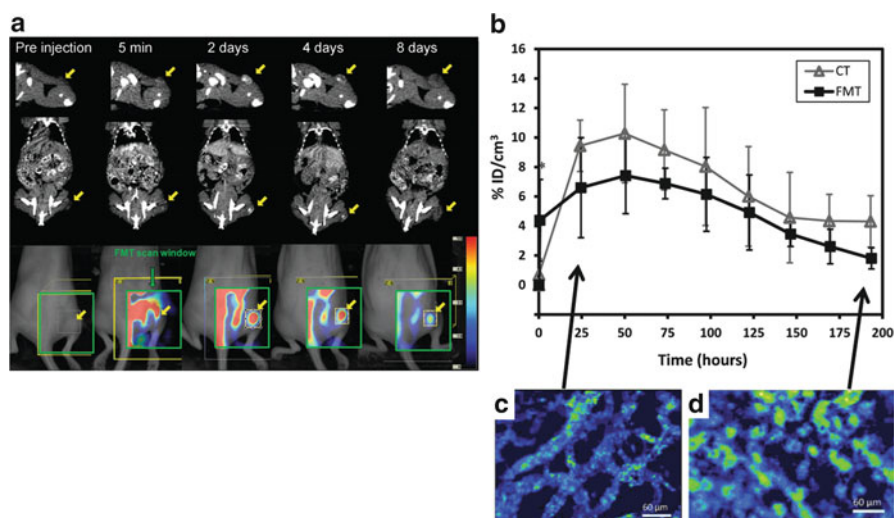 a
Pre injection 5 min 2 days 4 days 8 days
FMT scan window
b
% ID/cm³
16
14
12
10
8
6
4
2
0
CT
FMT
*
0 25 50 75 100 125 150 175 200
Time (hours)
c
60 µm
d
60 µm